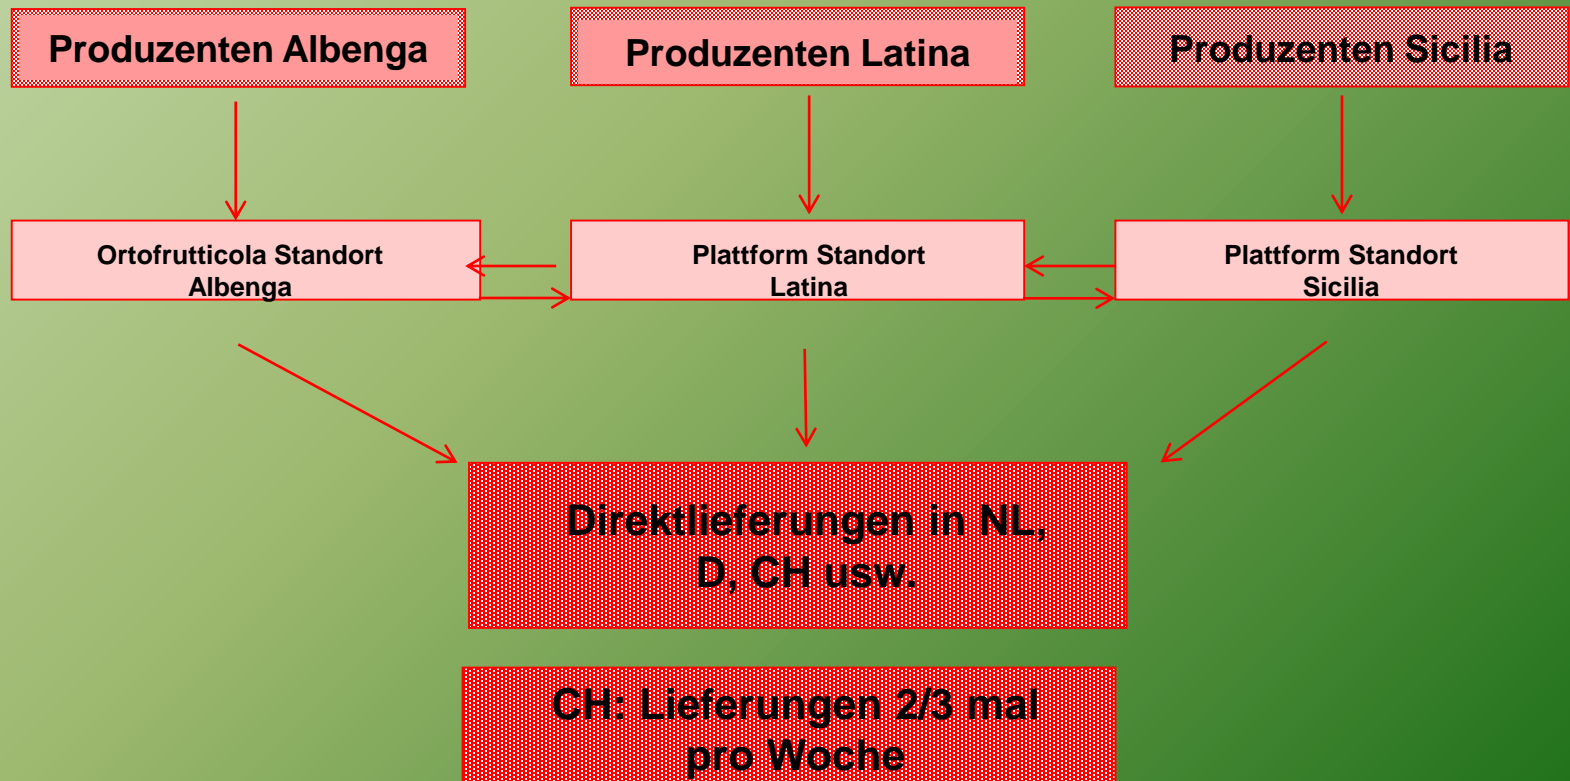 Produzenten Albenga
Produzenten Latina
Produzenten Sicilia
Ortofrutticola Standort
Albenga
Plattform Standort
Latina
Plattform Standort
Sicilia
Direktlieferungen in NL,
D, CH usw.
CH: Lieferungen 2/3 mal
pro Woche